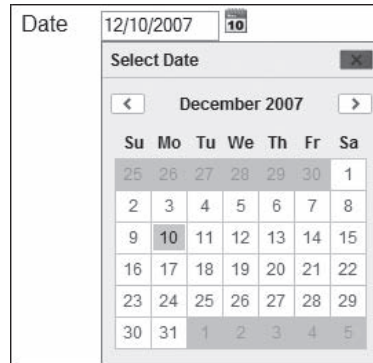 Date 12/10/2007 10
Select Date x
< December 2007 >
Su Mo Tu We Th Fr Sa
25 26 27 28 29 30 1
2 3 4 5 6 7 8
9 10 11 12 13 14 15
16 17 18 19 20 21 22
23 24 25 26 27 28 29
30 31 1 2 3 4 5